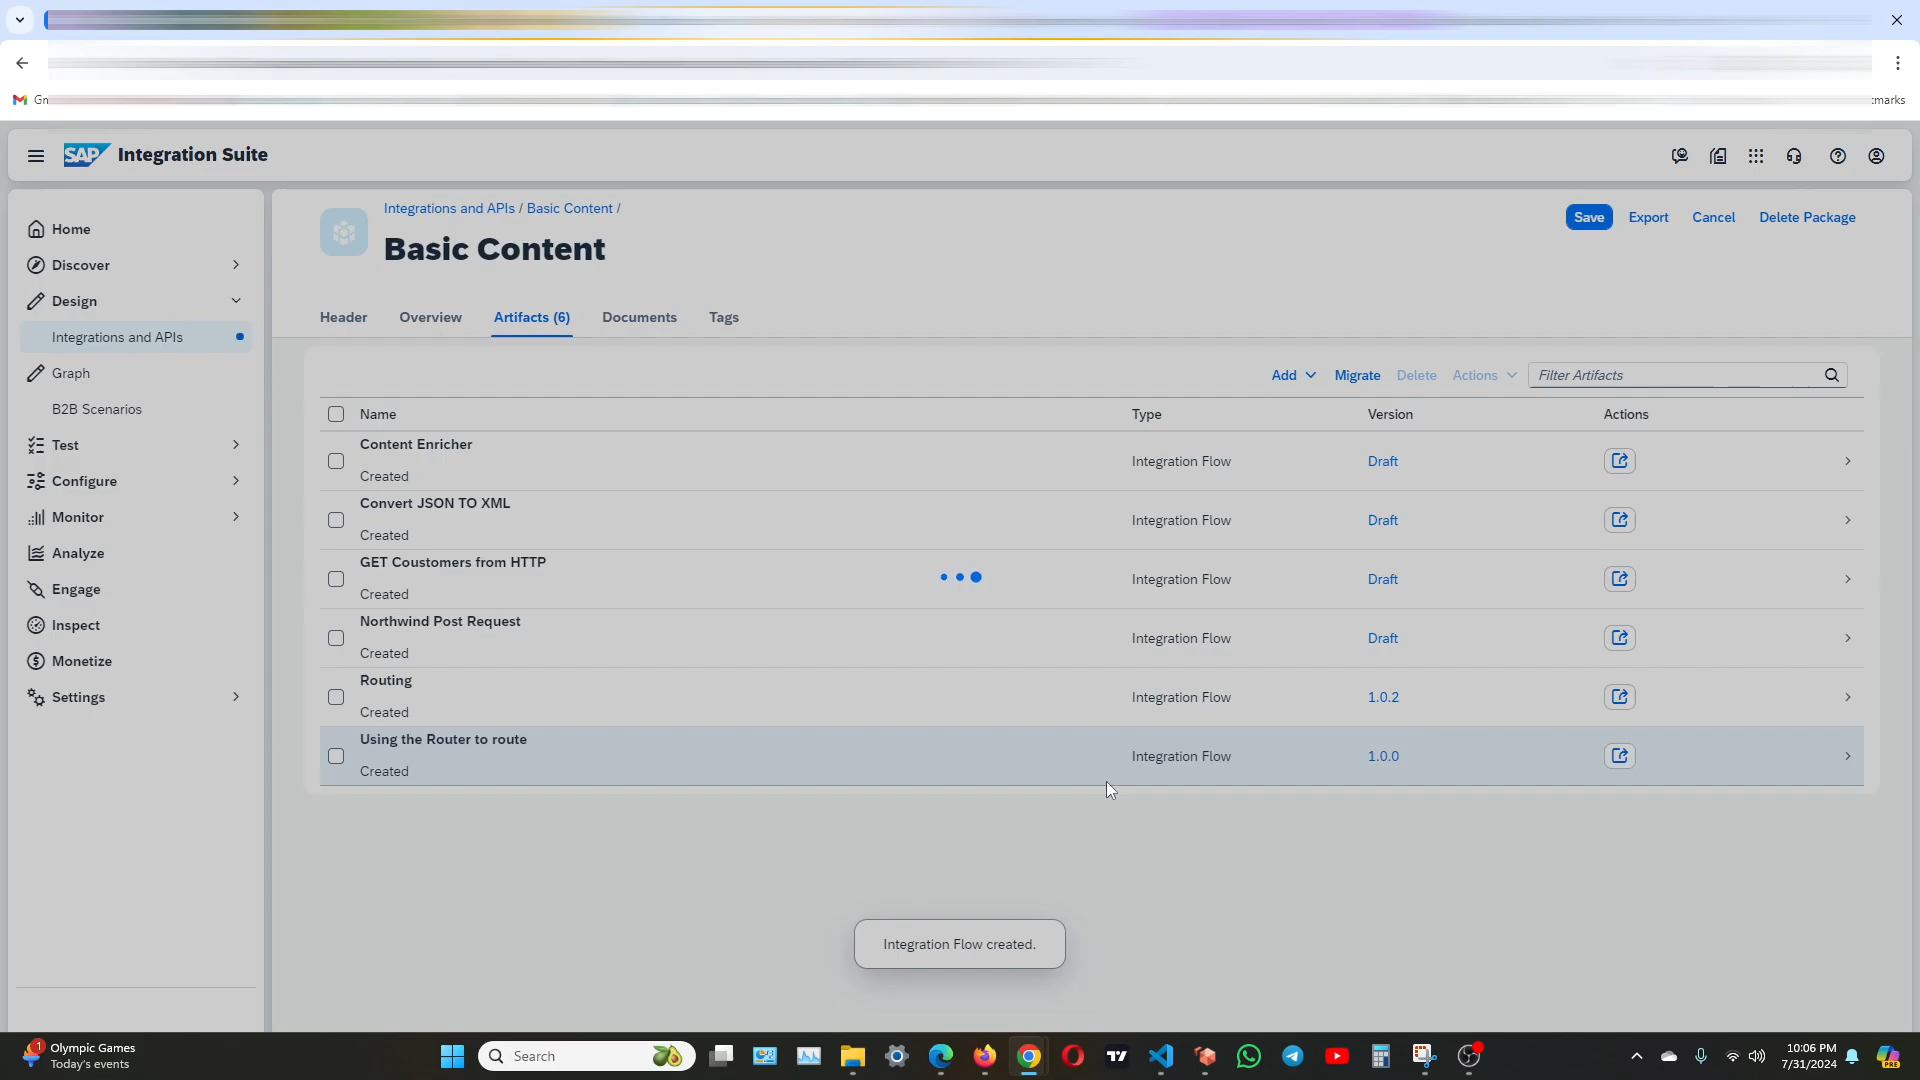 Gm
kmarks
SAP Integration Suite
Home
Discover
Design
Integrations and APIs
Graph
B2B Scenarios
Test
Configure
Monitor
Analyze
Engage
Inspect
Monetize
Settings
Integrations and APIs / Basic Content /
Basic Content
Save Export Cancel Delete Package
Header Overview Artifacts (6) Documents Tags
Add Migrate Delete Actions Filter Artifacts
Name Type Version Actions
Content Enricher
Created
Integration Flow Draft
Convert JSON TO XML
Created
Integration Flow Draft
GET Coustomers from HTTP
Created
Integration Flow Draft
Northwind Post Request
Created
Integration Flow Draft
Routing
Created
Integration Flow 1.0.2
Using the Router to route
Created
Integration Flow 1.0.0
Integration Flow created.
1
Olympic Games
Today's events
Search
PRE
10:06 PM
7/31/2024